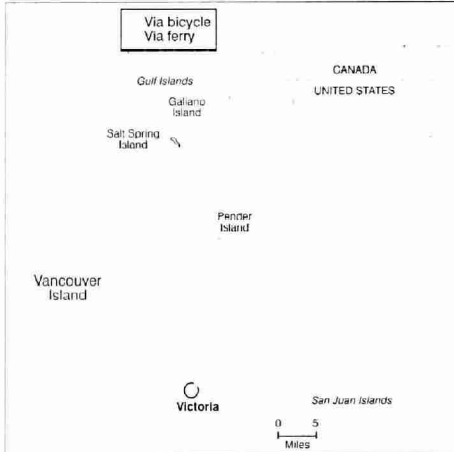 Via bicycle
Via ferry
CANADA
UNITED STATES
Gulf Islands
Galiano
Island
Salt Spring
Island
Pender
Island
Vancouver
Island
Victoria
San Juan Islands
0 5
Miles